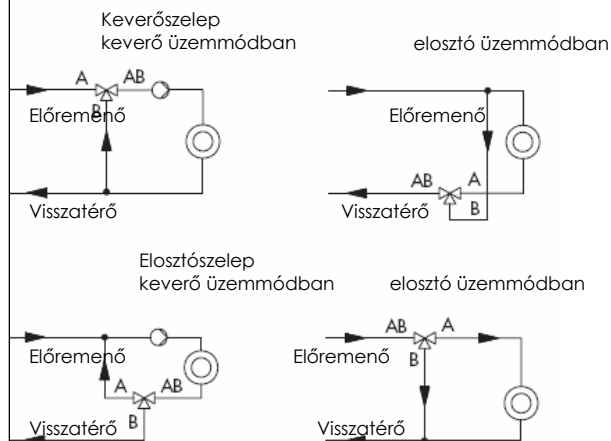 Keverőszelep
keverő üzemmódban
A AB
B
Előremenő
Visszatérő
elosztó üzemmódban
Előremenő
AB A
B
Visszatérő
Elosztószelep
keverő üzemmódban
Előremenő
A AB
B
Visszatérő
elosztó üzemmódban
AB A
Előremenő
B
Visszatérő